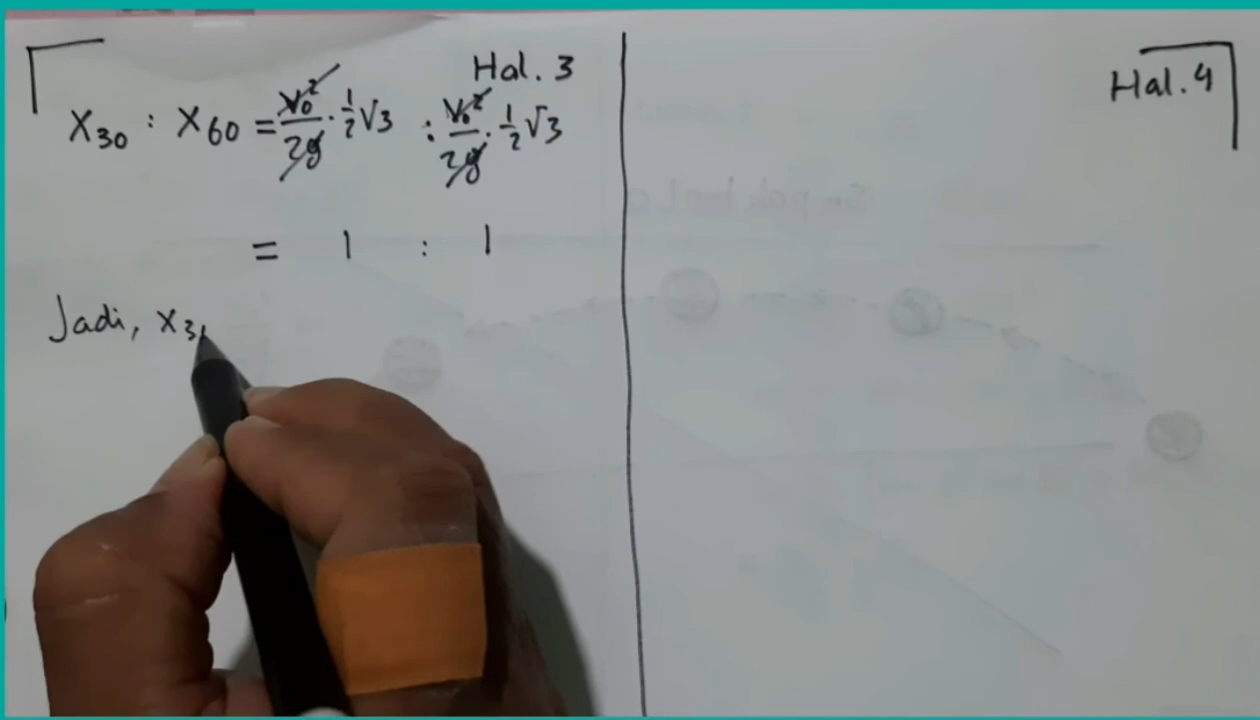 Hal. 3
X30 : X60 = V0²/2g · 1/2 √3 : V0²/2g · 1/2 √3
= 1 : 1
Jadi, X3
Hal. 4